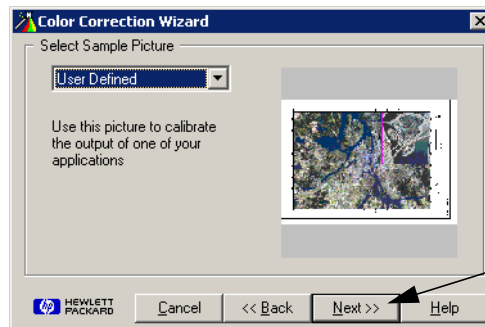 Color Correction Wizard
Select Sample Picture
User Defined
Use this picture to calibrate
the output of one of your
applications
HEWLETT
PACKARD
Cancel
<< Back
Next >>
Help